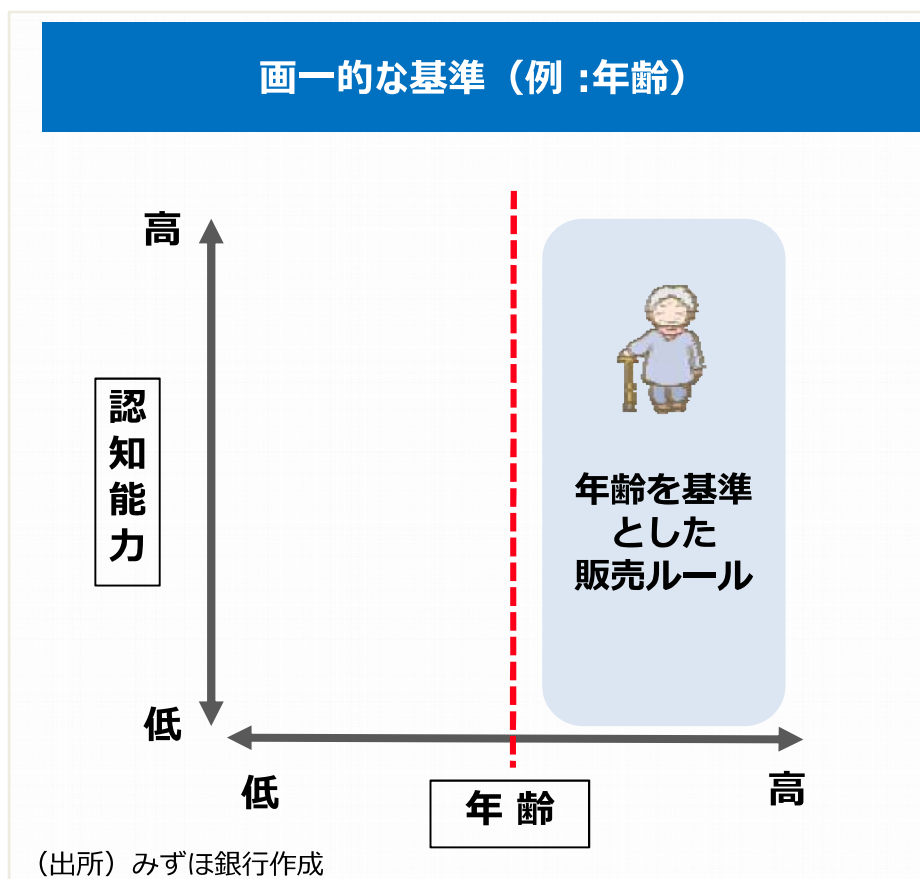 画一的な基準（例 :年齢）
高
認知能力
年齢を基準
とした
販売ルール
低
低
年 齢
高
（出所）みずほ銀行作成